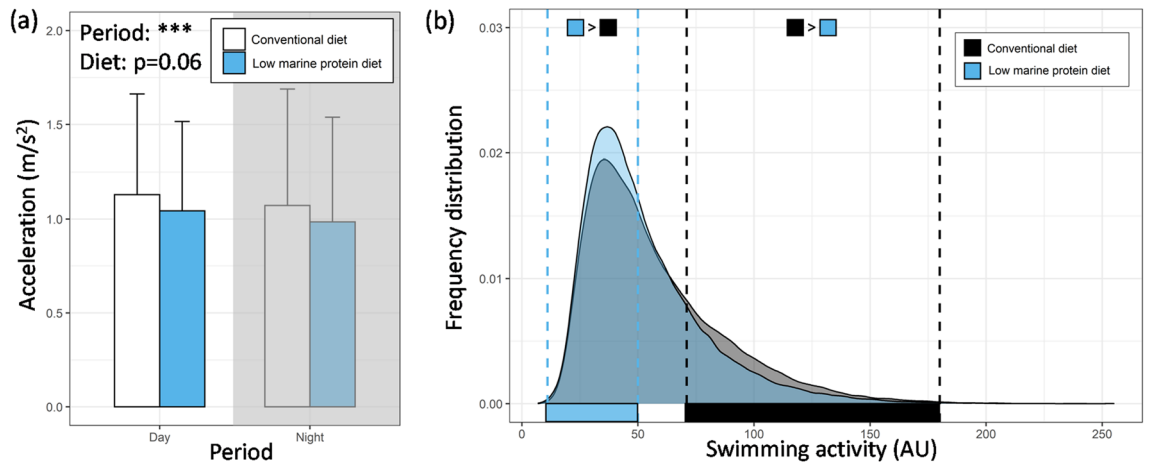 (a)
Period: ***
Diet: p=0.06
Conventional diet
Low marine protein diet
Acceleration (m/s²)
2.0
1.5
1.0
0.5
0.0
Day
Night
Period
(b)
> 
>
Conventional diet
Low marine protein diet
Frequency distribution
0.03
0.02
0.01
0.00
0
50
100
150
200
250
Swimming activity (AU)